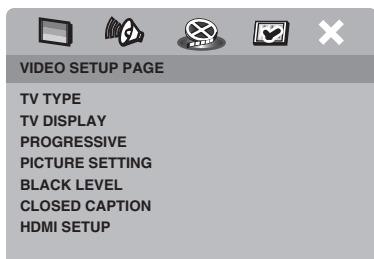 VIDEO SETUP PAGE
TV TYPE
TV DISPLAY
PROGRESSIVE
PICTURE SETTING
BLACK LEVEL
CLOSED CAPTION
HDMI SETUP